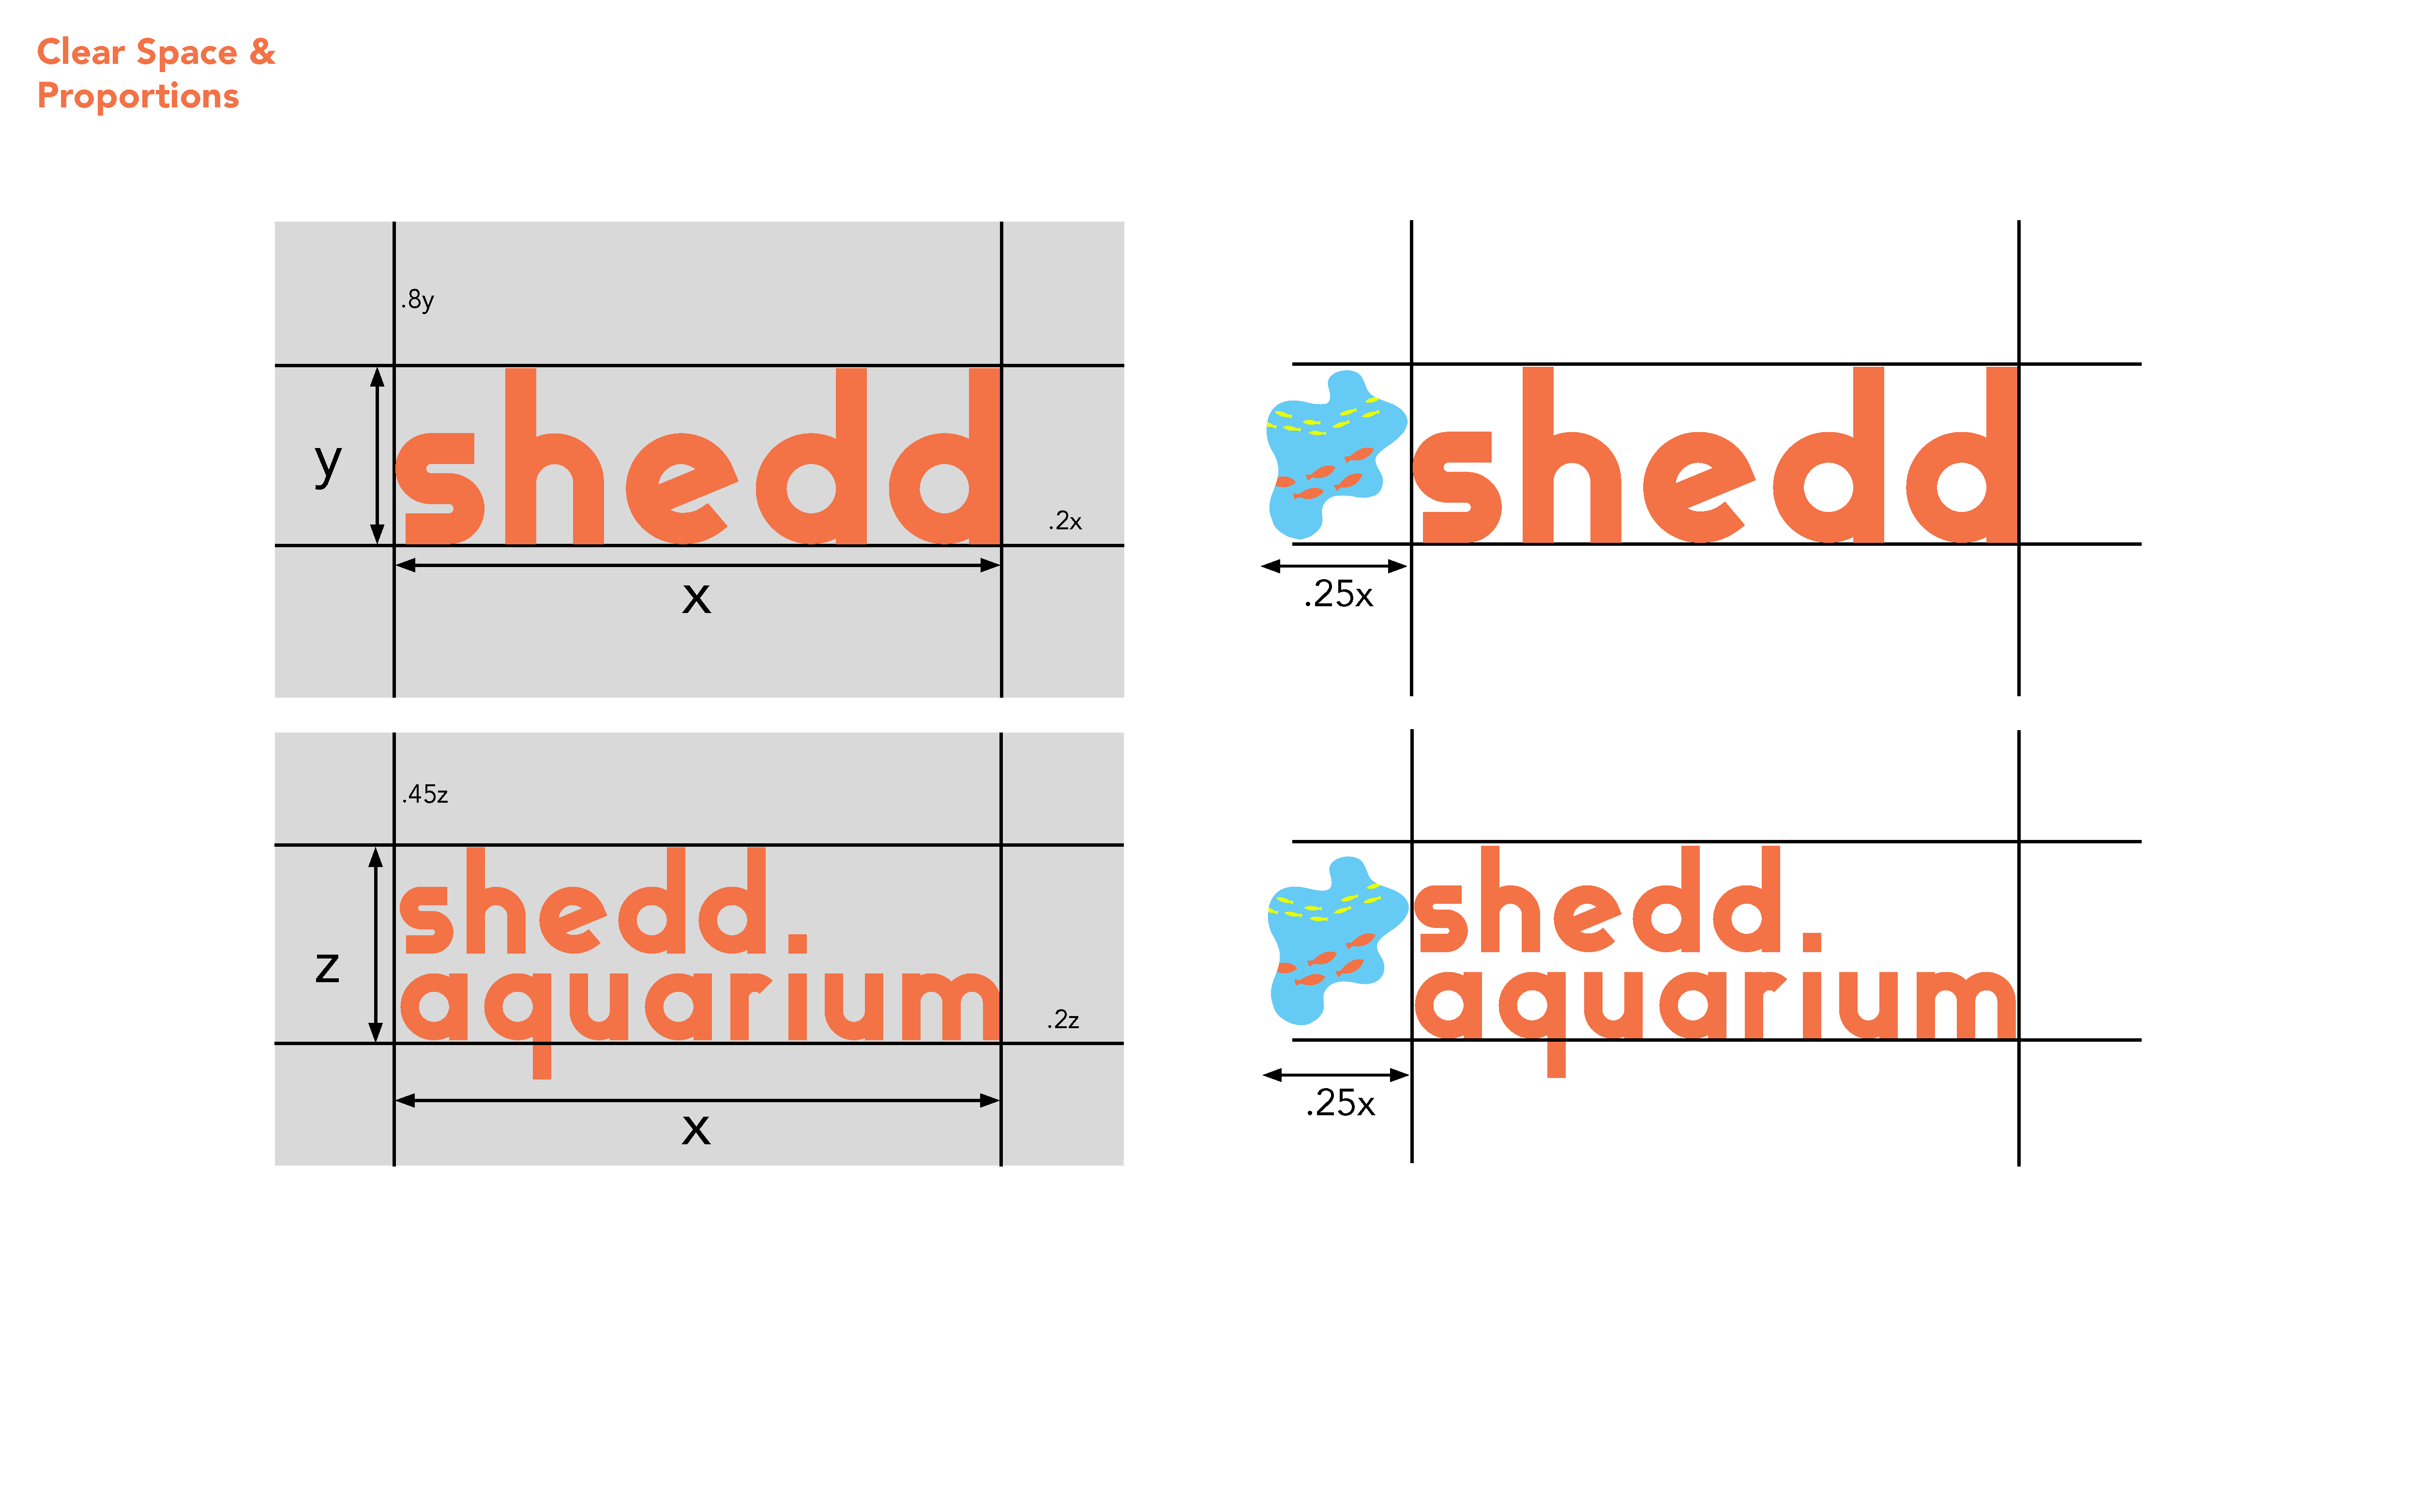 Clear Space &
Proportions
.8y
y
shedd
.2x
x
shedd
.25x
.45z
z
shedd.
aquarium
.2z
x
shedd.
aquarium
.25x